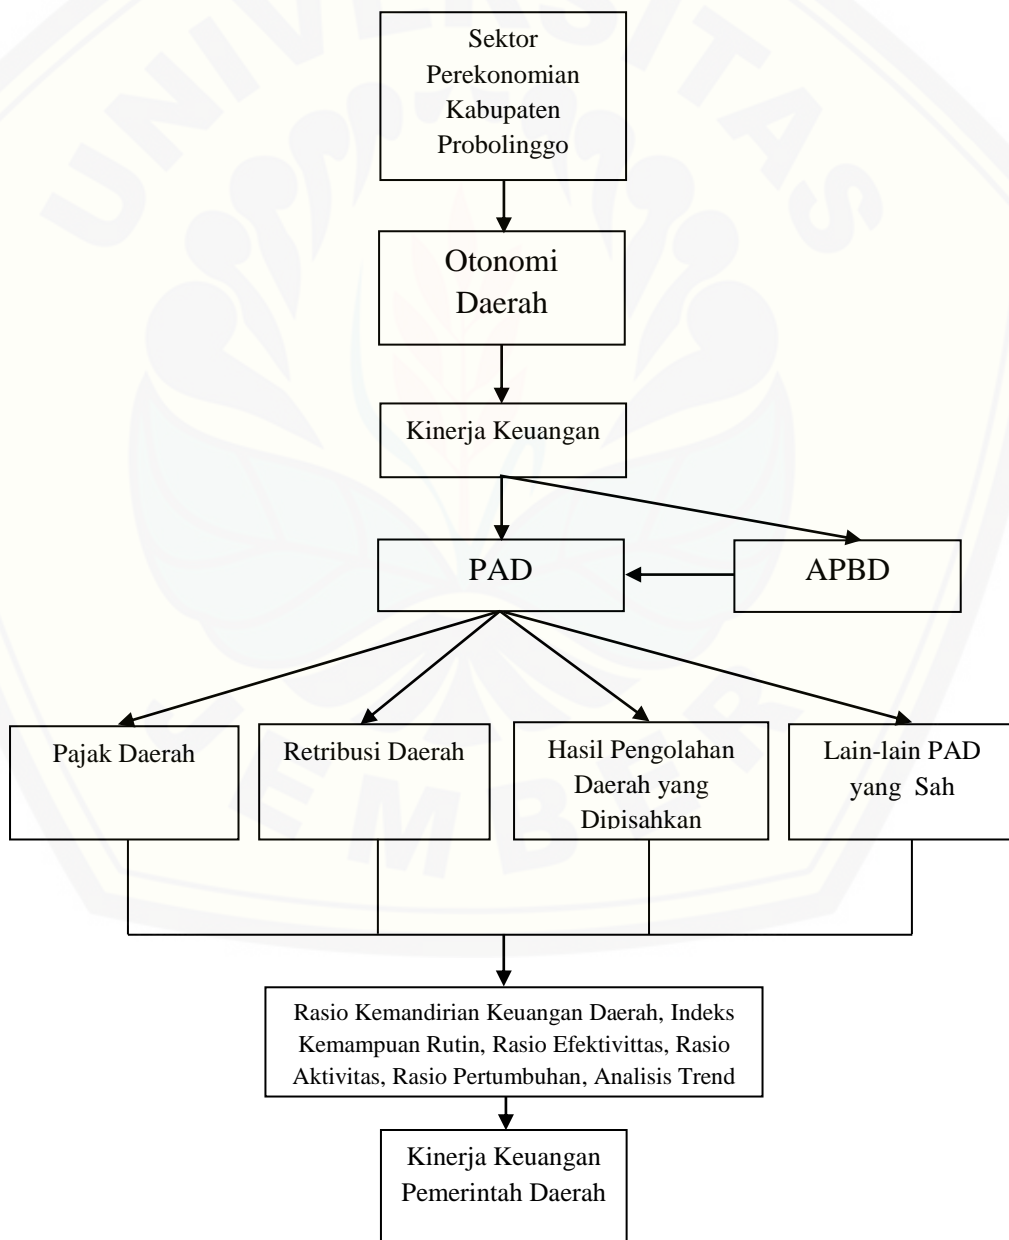 UNIVERSITAS
Sektor
Perekonomian
Kabupaten
Probolinggo
Otonomi
Daerah
Kinerja Keuangan
PAD
APBD
Pajak Daerah
Retribusi Daerah
Hasil Pengolahan
Daerah yang
Dipisahkan
Lain-lain PAD
yang Sah
JEMBER
Rasio Kemandirian Keuangan Daerah, Indeks
Kemampuan Rutin, Rasio Efektivittas, Rasio
Aktivitas, Rasio Pertumbuhan, Analisis Trend
Kinerja Keuangan
Pemerintah Daerah